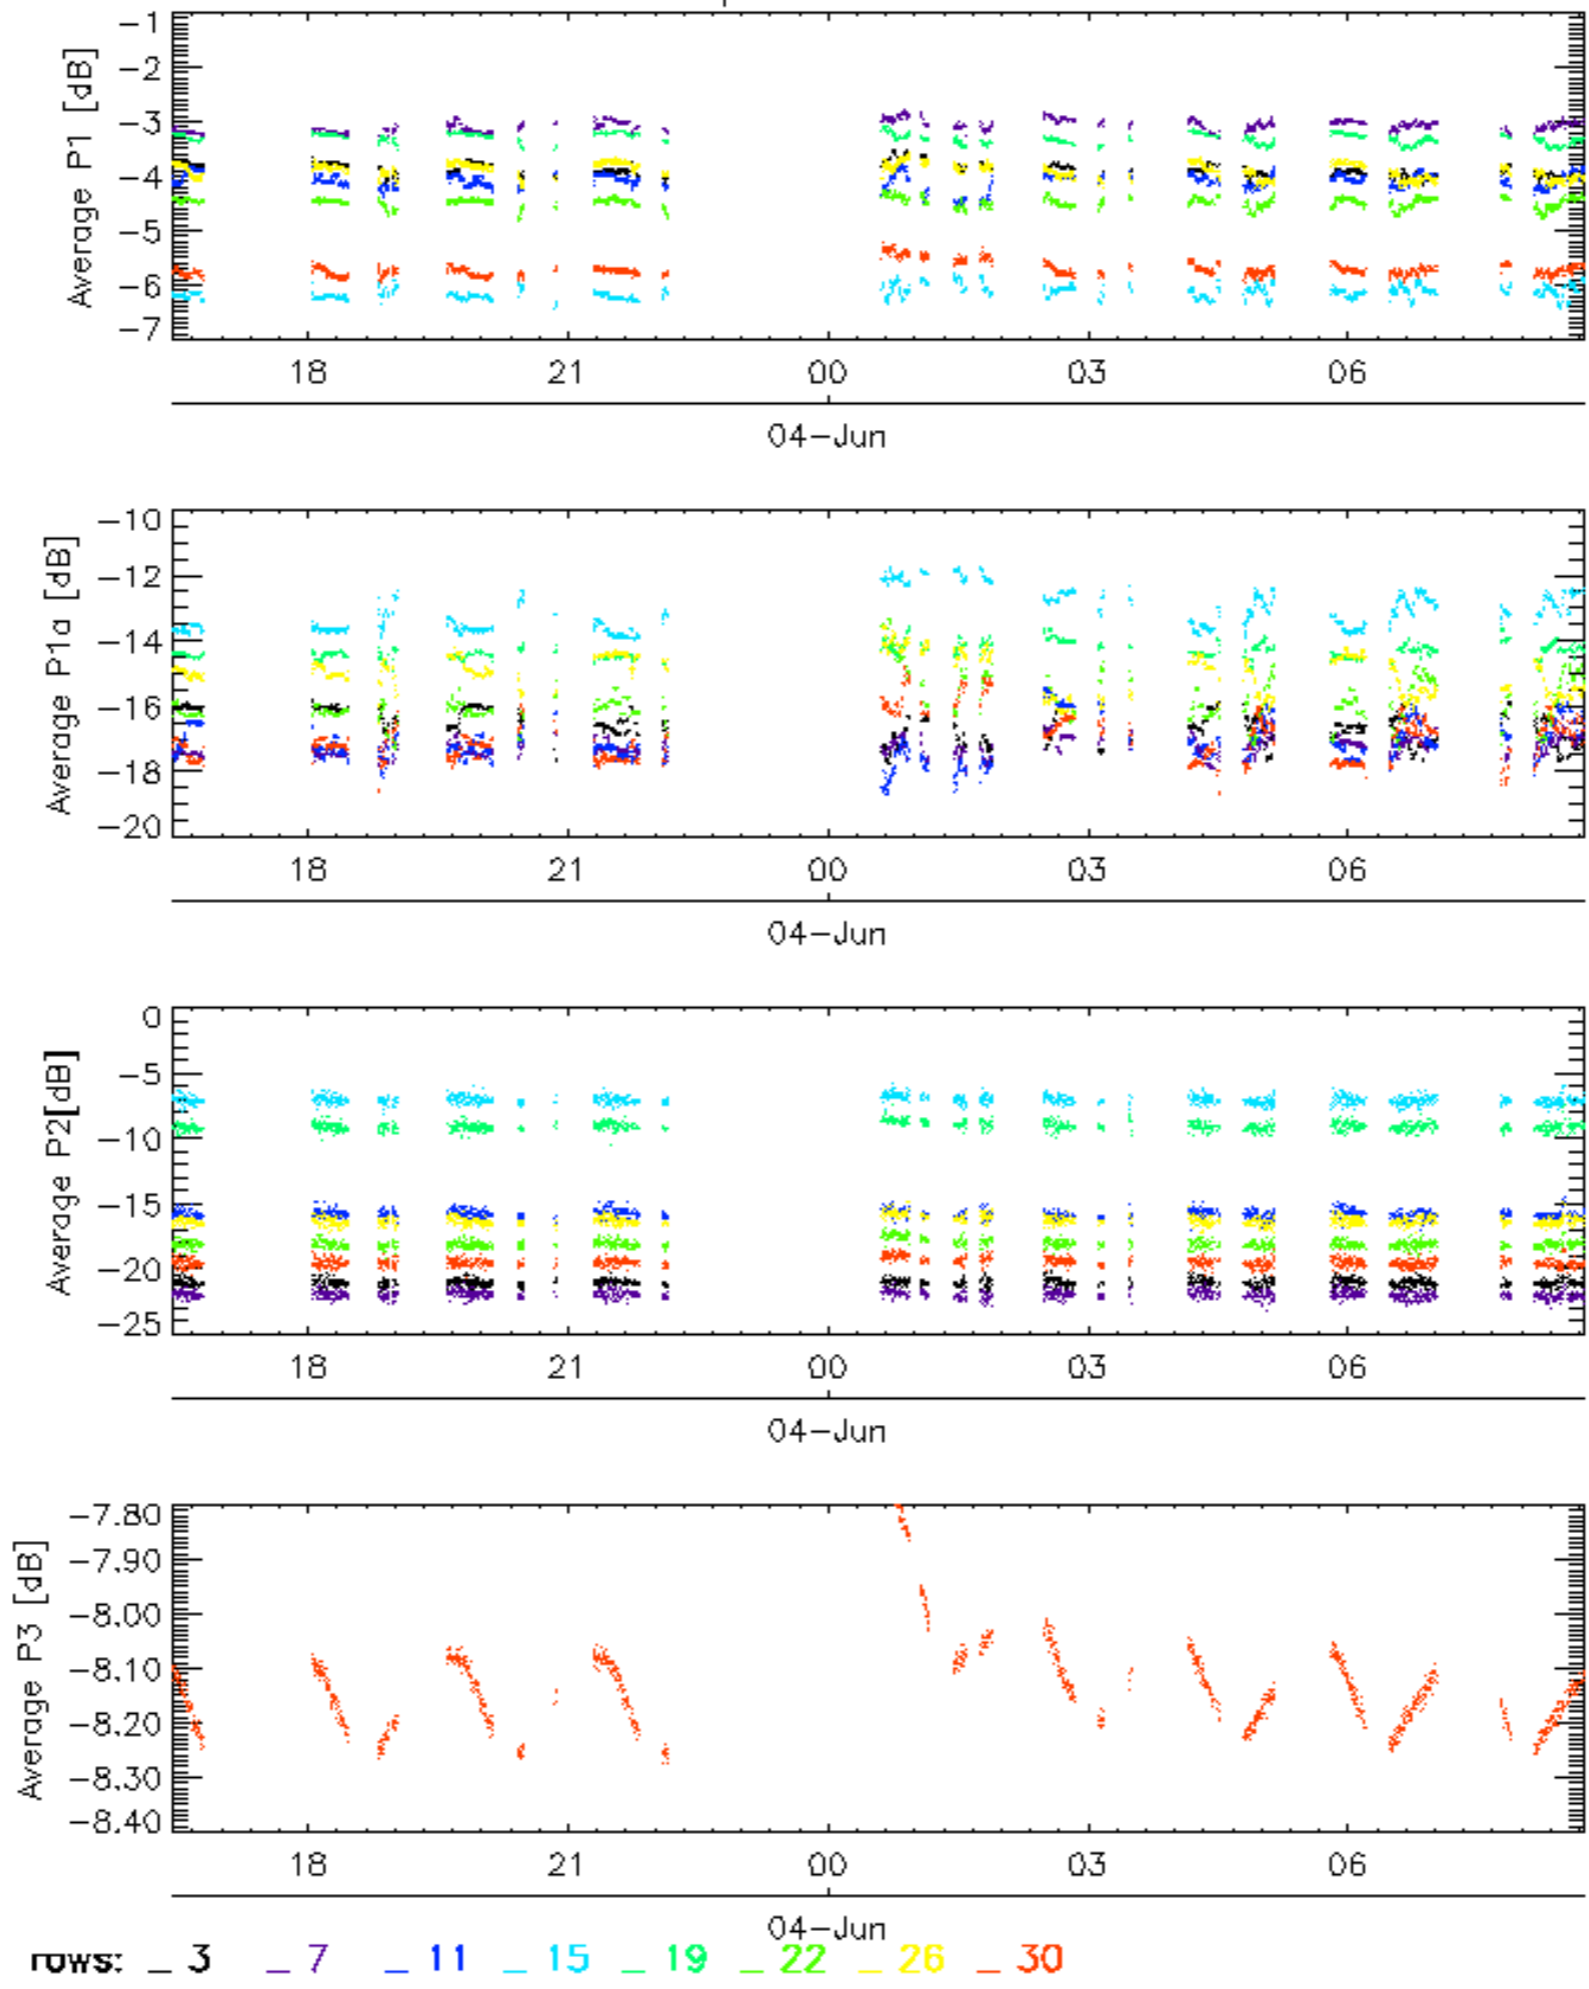 Average P1 [dB]
-1
-2
-3
-4
-5
-6
-7
18 21 00 03 06
04-Jun
Average P1a [dB]
-10
-12
-14
-16
-18
-20
18 21 00 03 06
04-Jun
Average P2[dB]
0
-5
-10
-15
-20
-25
18 21 00 03 06
04-Jun
Average P3 [dB]
-7.80
-7.90
-8.00
-8.10
-8.20
-8.30
-8.40
18 21 00 03 06
04-Jun
rows: _ 3 _ 7 _ 11 _ 15 _ 19 _ 22 _ 26 _ 30